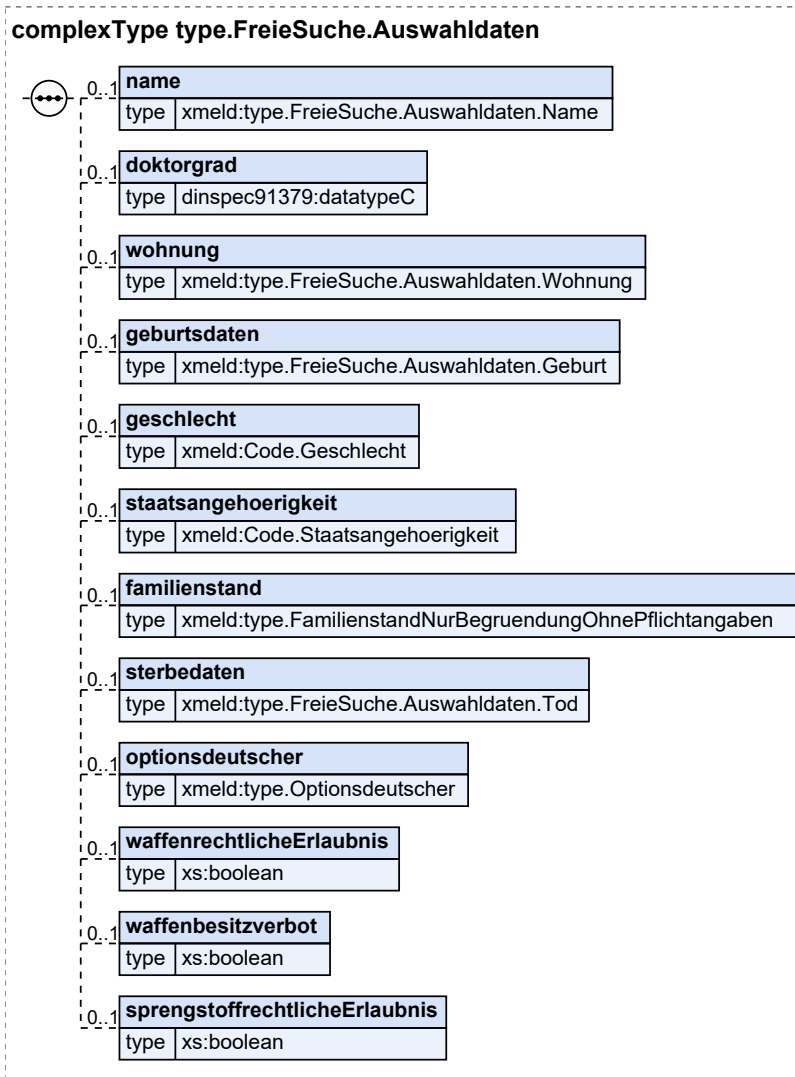 complexType type.FreieSuche.Auswahldaten
0..1 name
type xmeld:type.FreieSuche.Auswahldaten.Name
0..1 doktorgrad
type dinspec91379:datatypeC
0..1 wohnung
type xmeld:type.FreieSuche.Auswahldaten.Wohnung
0..1 geburtsdaten
type xmeld:type.FreieSuche.Auswahldaten.Geburt
0..1 geschlecht
type xmeld:Code.Geschlecht
0..1 staatsangehoerigkeit
type xmeld:Code.Staatsangehoerigkeit
0..1 familienstand
type xmeld:type.FamilienstandNurBegruendungOhnePflichtangaben
0..1 sterbedaten
type xmeld:type.FreieSuche.Auswahldaten.Tod
0..1 optionsdeutscher
type xmeld:type.Optionsdeutscher
0..1 waffenrechtlicheErlaubnis
type xs:boolean
0..1 waffenbesitzverbot
type xs:boolean
0..1 sprengstoffrechtlicheErlaubnis
type xs:boolean